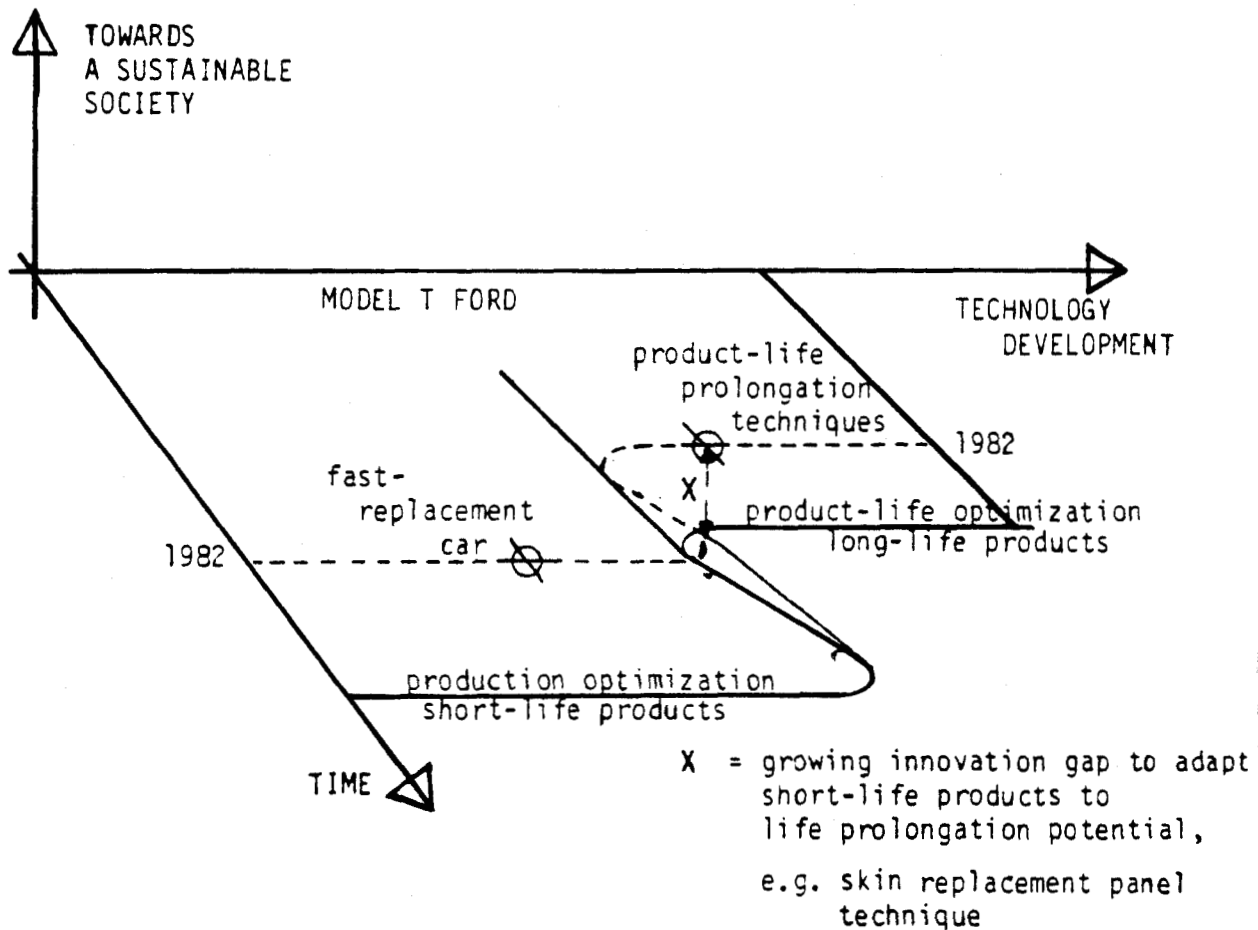 TOWARDS
A SUSTAINABLE
SOCIETY
MODEL T FORD
TECHNOLOGY
DEVELOPMENT
product-life
prolongation
techniques
1982
fast-
replacement
car
X
product-life optimization
long-life products
1982
production optimization
short-life products
TIME
X = growing innovation gap to adapt
short-life products to
life prolongation potential,
e.g. skin replacement panel
technique